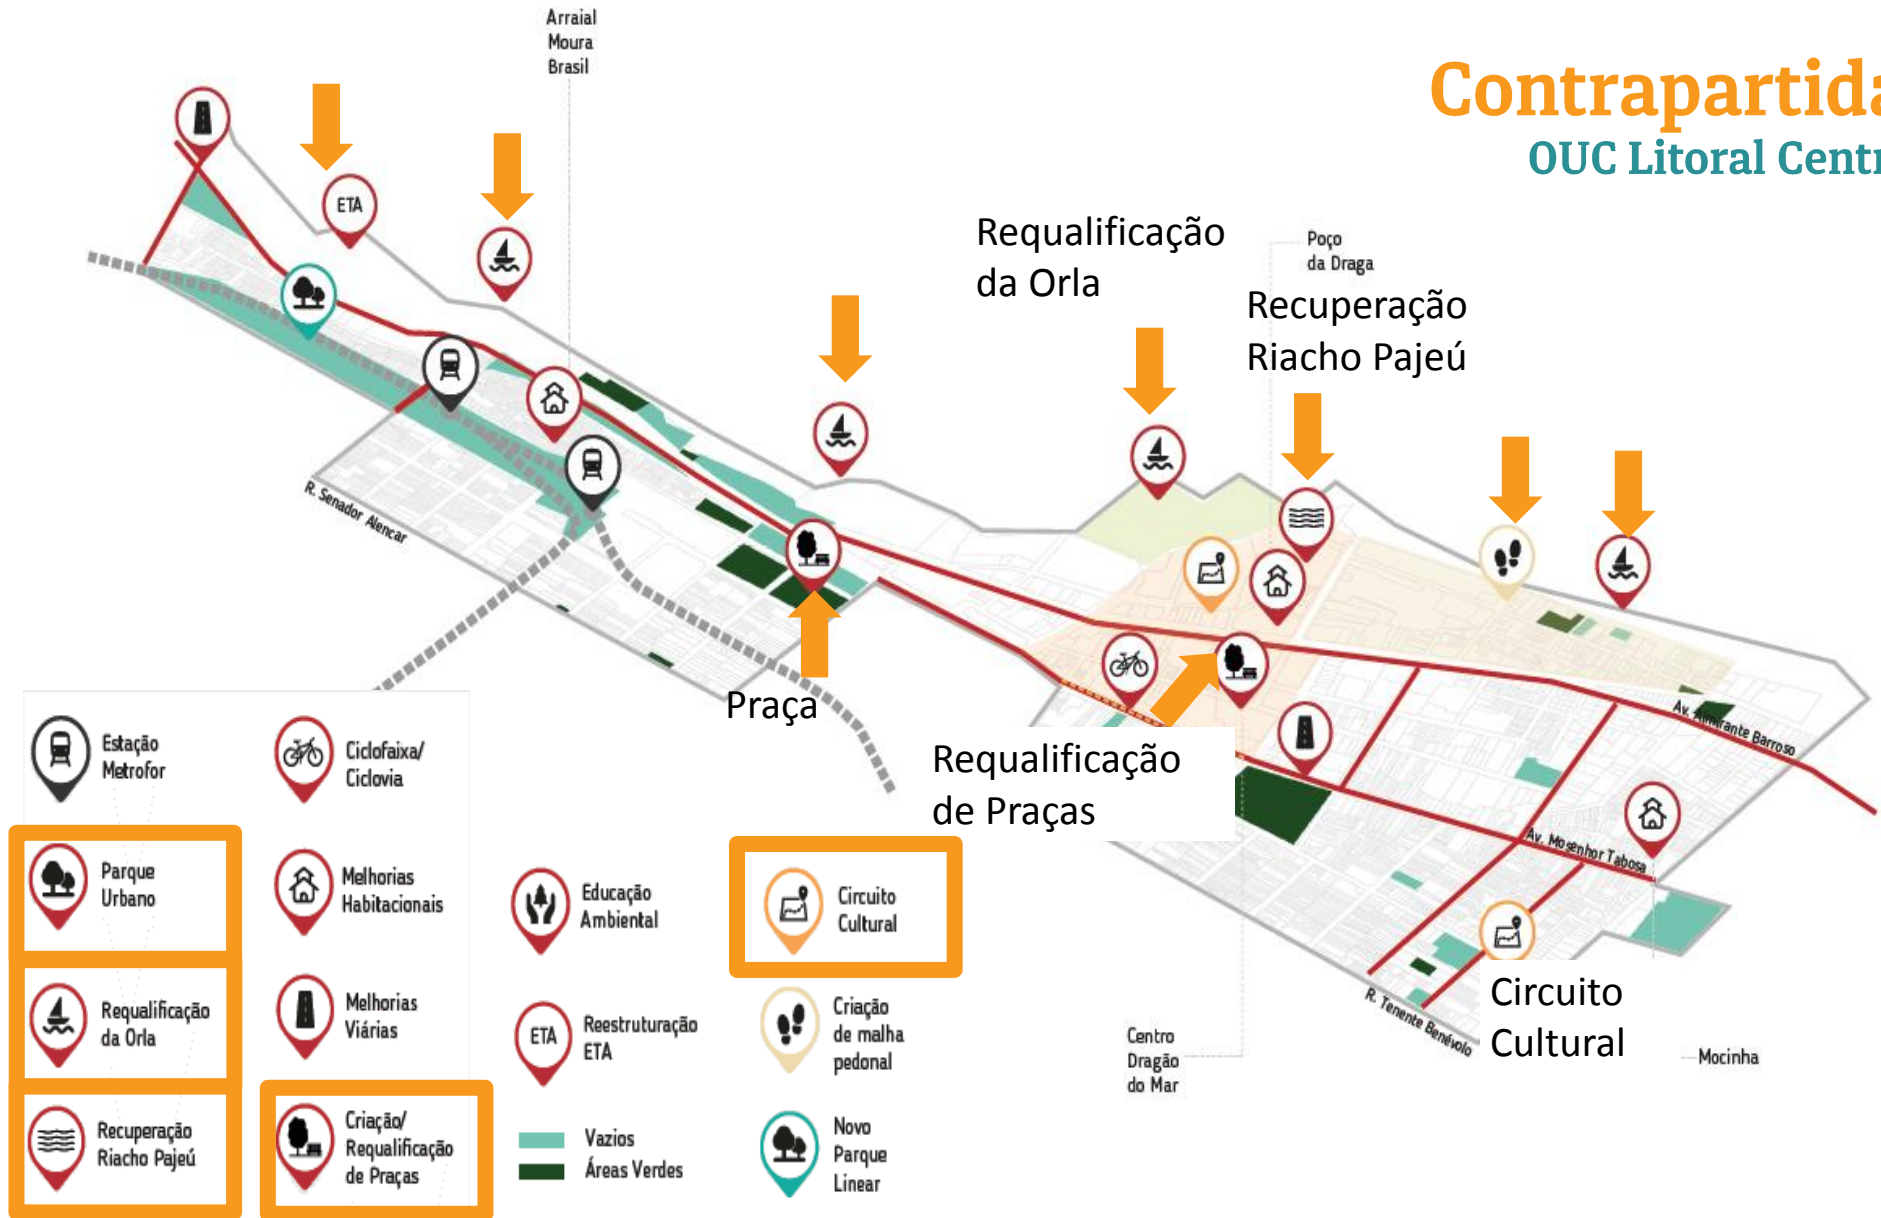 Contrapartida
OUC Litoral Centr
Arraial
Moura
Brasil
ETA
Requalificação
da Orla
Poço
da Draga
Recuperação
Riacho Pajeú
R. Senador Alencar
Praça
Requalificação
de Praças
Av. Almirante Barroso
Av. Mosenhor Tabosa
R. Tenente Benévolo
Circuito
Cultural
Centro
Dragão
do Mar
Mocinha
Estação
Metrofor
Parque
Urbano
Requalificação
da Orla
Recuperação
Riacho Pajeú
Ciclofaixa/
Ciclovia
Melhorias
Habitacionais
Melhorias
Viárias
Criação/
Requalificação
de Praças
Educação
Ambiental
ETA
Reestruturação
ETA
Vazios
Áreas Verdes
Circuito
Cultural
Criação
de malha
pedonal
Novo
Parque
Linear